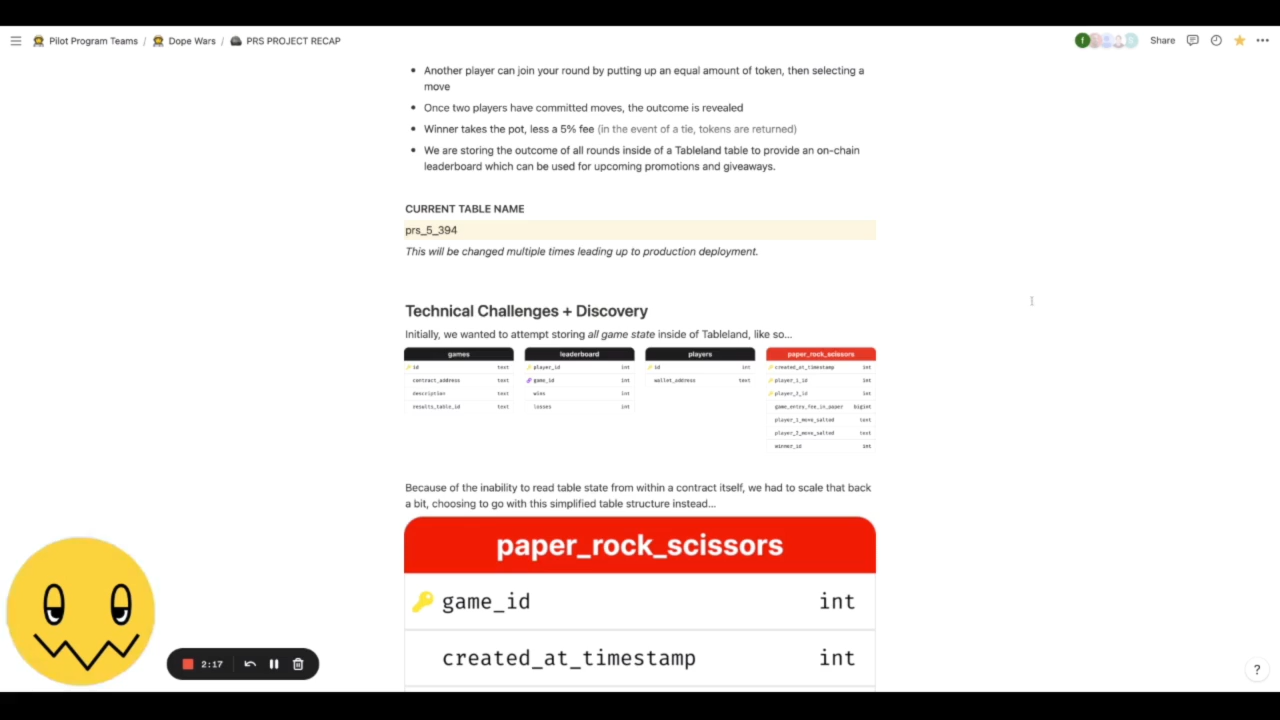 Pilot Program Teams / Dope Wars / PRS PROJECT RECAP
Share
Another player can join your round by putting up an equal amount of token, then selecting a
move
Once two players have committed moves, the outcome is revealed
Winner takes the pot, less a 5% fee (in the event of a tie, tokens are returned)
We are storing the outcome of all rounds inside of a Tableland table to provide an on-chain
leaderboard which can be used for upcoming promotions and giveaways.
CURRENT TABLE NAME
prs_5_394
This will be changed multiple times leading up to production deployment.
Technical Challenges + Discovery
Initially, we wanted to attempt storing all game state inside of Tableland, like so...
games
id text
contract_address text
description text
results_table_id text
leaderboard
player_id int
game_id int
wins int
losses int
players
id int
wallet_address text
paper_rock_scissors
created_at_timestamp int
player_1_id int
player_2_id int
game_entry_fee_in_paper bigint
player_1_move_salted text
player_2_move_salted text
winner_id int
Because of the inability to read table state from within a contract itself, we had to scale that back
a bit, choosing to go with this simplified table structure instead...
paper_rock_scissors
game_id int
created_at_timestamp int
2:17
?